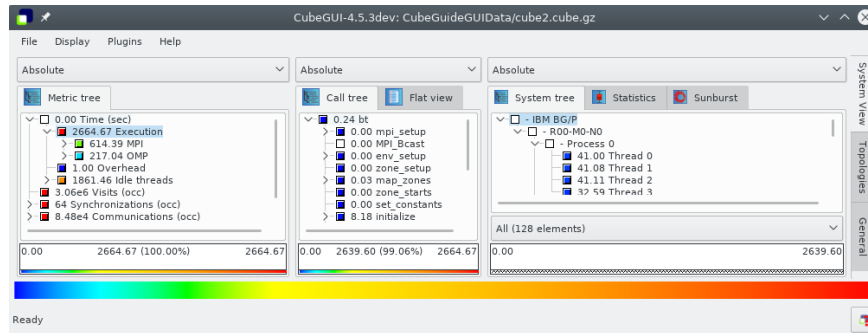 CubeGUI-4.5.3dev: CubeGuideGUIData/cube2.cube.gz
File Display Plugins Help
Absolute
Metric tree
0.00 Time (sec)
2664.67 Execution
614.39 MPI
217.04 OMP
1.00 Overhead
1861.46 Idle threads
3.06e6 Visits (occ)
64 Synchronizations (occ)
8.48e4 Communications (occ)
0.00 2664.67 (100.00%) 2664.67
Absolute
Call tree Flat view
0.24 bt
0.00 mpi_setup
0.00 MPI_Bcast
0.00 env_setup
0.00 zone_setup
0.03 map_zones
0.00 zone_starts
0.00 set_constants
8.18 initialize
0.00 2639.60 (99.06%) 2664.67
Absolute
System tree Statistics Sunburst
- IBM BG/P
- R00-M0-N0
- Process 0
41.00 Thread 0
41.08 Thread 1
41.11 Thread 2
32.59 Thread 3
All (128 elements)
0.00 2639.60
System View
Topologies
General
Ready